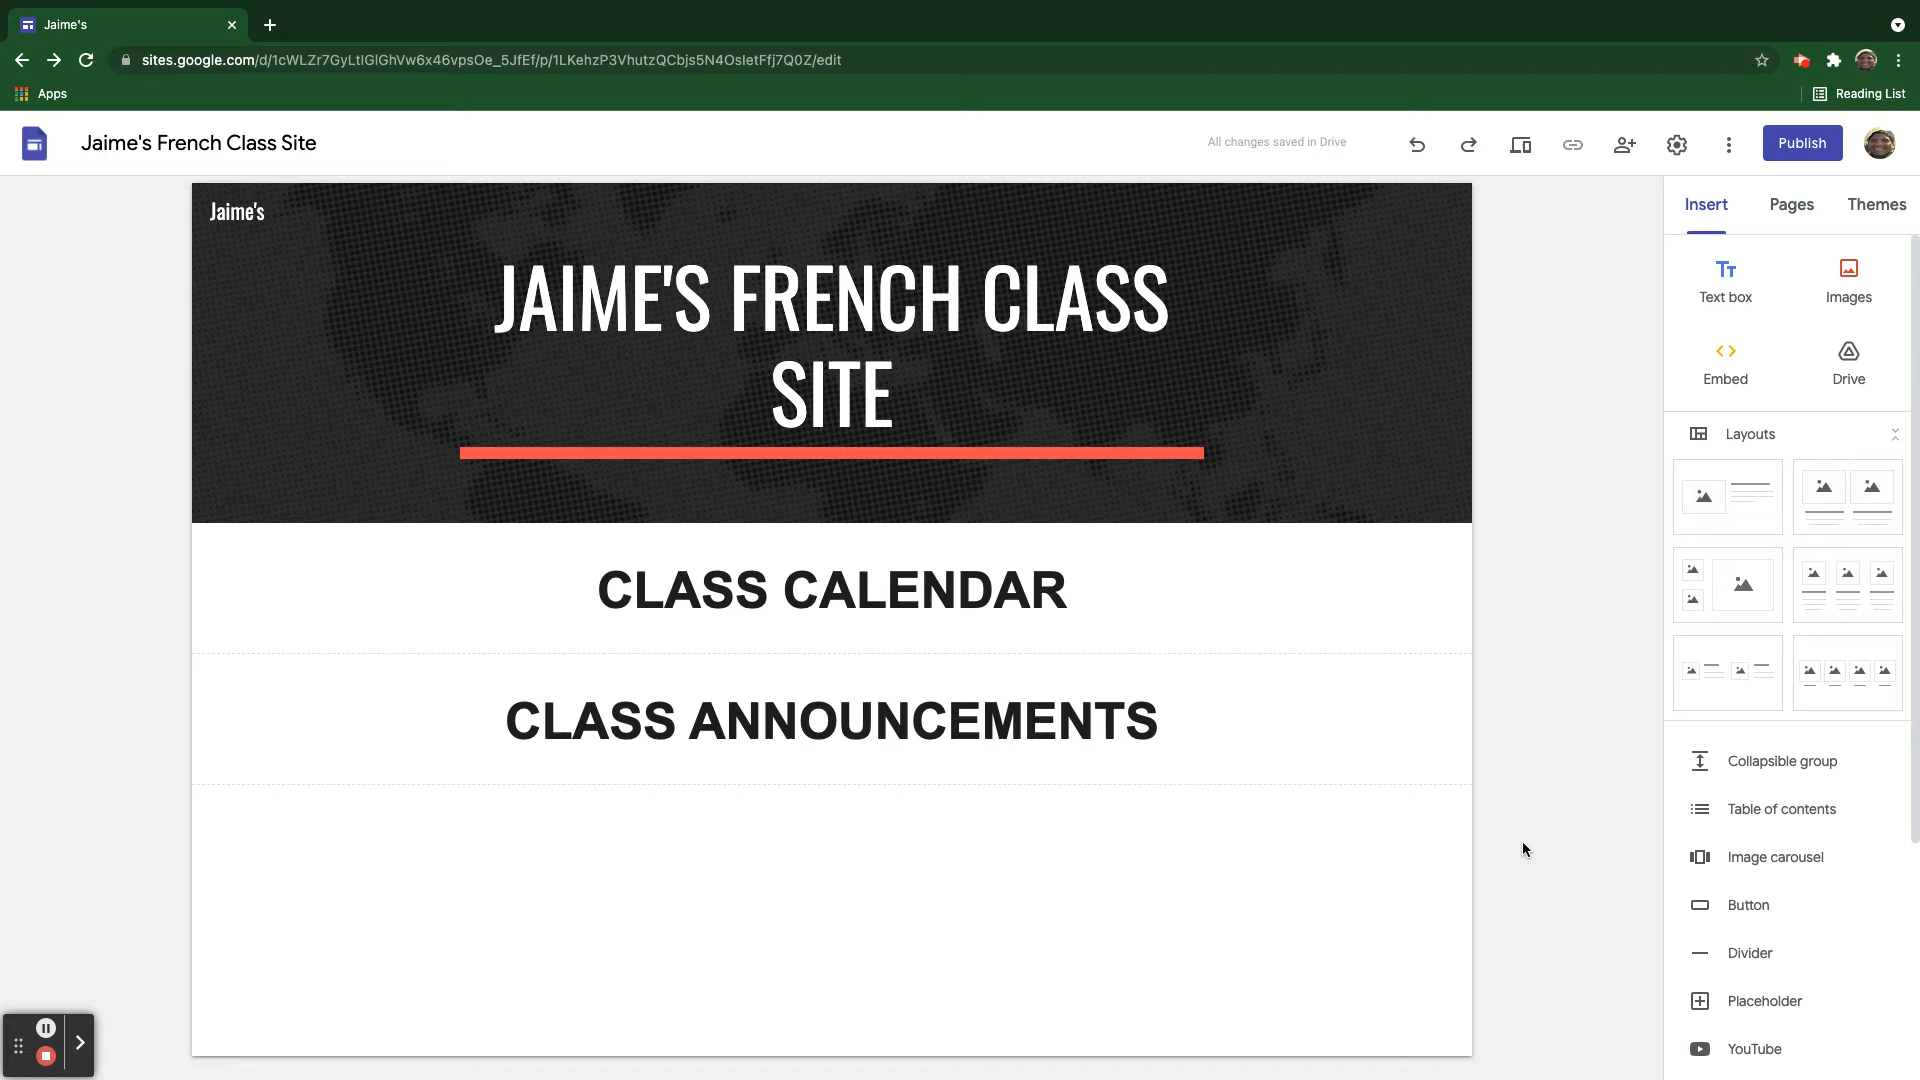 Jaime's
sites.google.com/d/1cWLZr7GyLtIGlGhVw6x46vpsOe_5JfEf/p/1LKehzP3VhutzQCbjs5N4OsIetFfj7Q0Z/edit
Apps
Reading List
Jaime's French Class Site
All changes saved in Drive
Publish
Jaime's
JAIME'S FRENCH CLASS
SITE
CLASS CALENDAR
CLASS ANNOUNCEMENTS
Insert
Pages
Themes
Text box
Images
Embed
Drive
Layouts
Collapsible group
Table of contents
Image carousel
Button
Divider
Placeholder
YouTube